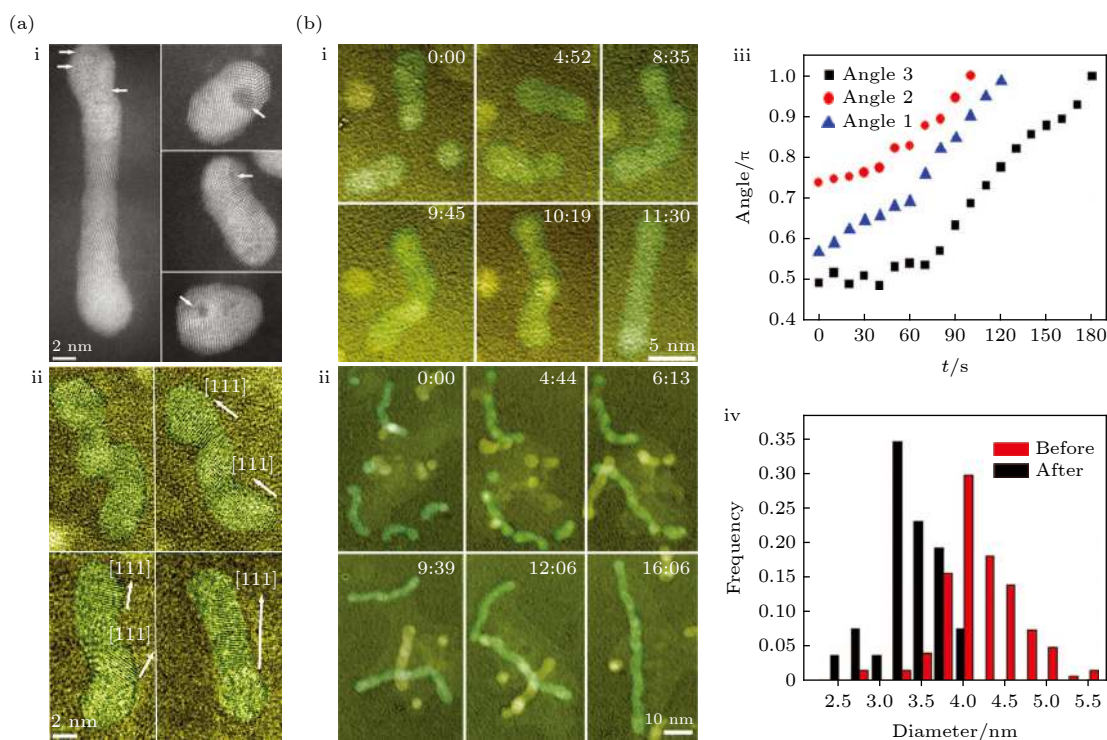 (a)
i
2 nm
ii
[111]
[111]
[111]
[111]
[111]
2 nm
(b)
i
0:00
4:52
8:35
9:45
10:19
11:30
5 nm
ii
0:00
4:44
6:13
9:39
12:06
16:06
10 nm
iii
Angle 3
Angle 2
Angle 1
Angle/π
1.0
0.9
0.8
0.7
0.6
0.5
0.4
0 30 60 90 120 150 180
t/s
iv
Before
After
Frequency
0.35
0.30
0.25
0.20
0.15
0.10
0.05
0
2.5 3.0 3.5 4.0 4.5 5.0 5.5
Diameter/nm